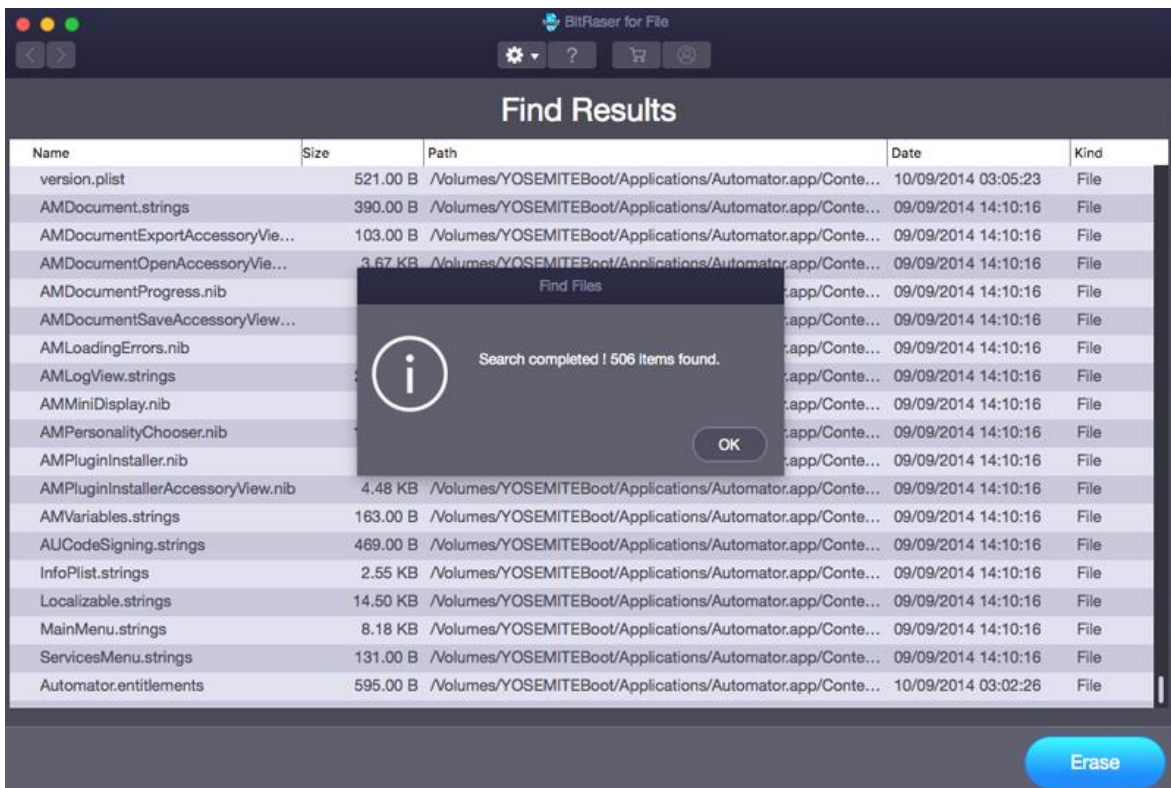 BitRaser for File
?
Find Results
Name Size Path Date Kind
version.plist 521.00 B /Volumes/YOSEMITEBoot/Applications/Automator.app/Conte... 10/09/2014 03:05:23 File
AMDocument.strings 390.00 B /Volumes/YOSEMITEBoot/Applications/Automator.app/Conte... 09/09/2014 14:10:16 File
AMDocumentExportAccessoryVie... 103.00 B /Volumes/YOSEMITEBoot/Applications/Automator.app/Conte... 09/09/2014 14:10:16 File
AMDocumentOpenAccessoryVie... 3.67 KB /Volumes/YOSEMITEBoot/Applications/Automator.app/Conte... 09/09/2014 14:10:16 File
AMDocumentProgress.nib .app/Conte... 09/09/2014 14:10:16 File
AMDocumentSaveAccessoryView... .app/Conte... 09/09/2014 14:10:16 File
AMLoadingErrors.nib .app/Conte... 09/09/2014 14:10:16 File
AMLogView.strings .app/Conte... 09/09/2014 14:10:16 File
AMMiniDisplay.nib .app/Conte... 09/09/2014 14:10:16 File
AMPersonalityChooser.nib .app/Conte... 09/09/2014 14:10:16 File
AMPluginInstaller.nib .app/Conte... 09/09/2014 14:10:16 File
Find Files
i
Search completed ! 506 items found.
OK
AMPluginInstallerAccessoryView.nib 4.48 KB /Volumes/YOSEMITEBoot/Applications/Automator.app/Conte... 09/09/2014 14:10:16 File
AMVariables.strings 163.00 B /Volumes/YOSEMITEBoot/Applications/Automator.app/Conte... 09/09/2014 14:10:16 File
AUCodeSigning.strings 469.00 B /Volumes/YOSEMITEBoot/Applications/Automator.app/Conte... 09/09/2014 14:10:16 File
InfoPlist.strings 2.55 KB /Volumes/YOSEMITEBoot/Applications/Automator.app/Conte... 09/09/2014 14:10:16 File
Localizable.strings 14.50 KB /Volumes/YOSEMITEBoot/Applications/Automator.app/Conte... 09/09/2014 14:10:16 File
MainMenu.strings 8.18 KB /Volumes/YOSEMITEBoot/Applications/Automator.app/Conte... 09/09/2014 14:10:16 File
ServicesMenu.strings 131.00 B /Volumes/YOSEMITEBoot/Applications/Automator.app/Conte... 09/09/2014 14:10:16 File
Automator.entitlements 595.00 B /Volumes/YOSEMITEBoot/Applications/Automator.app/Conte... 10/09/2014 03:02:26 File
Erase